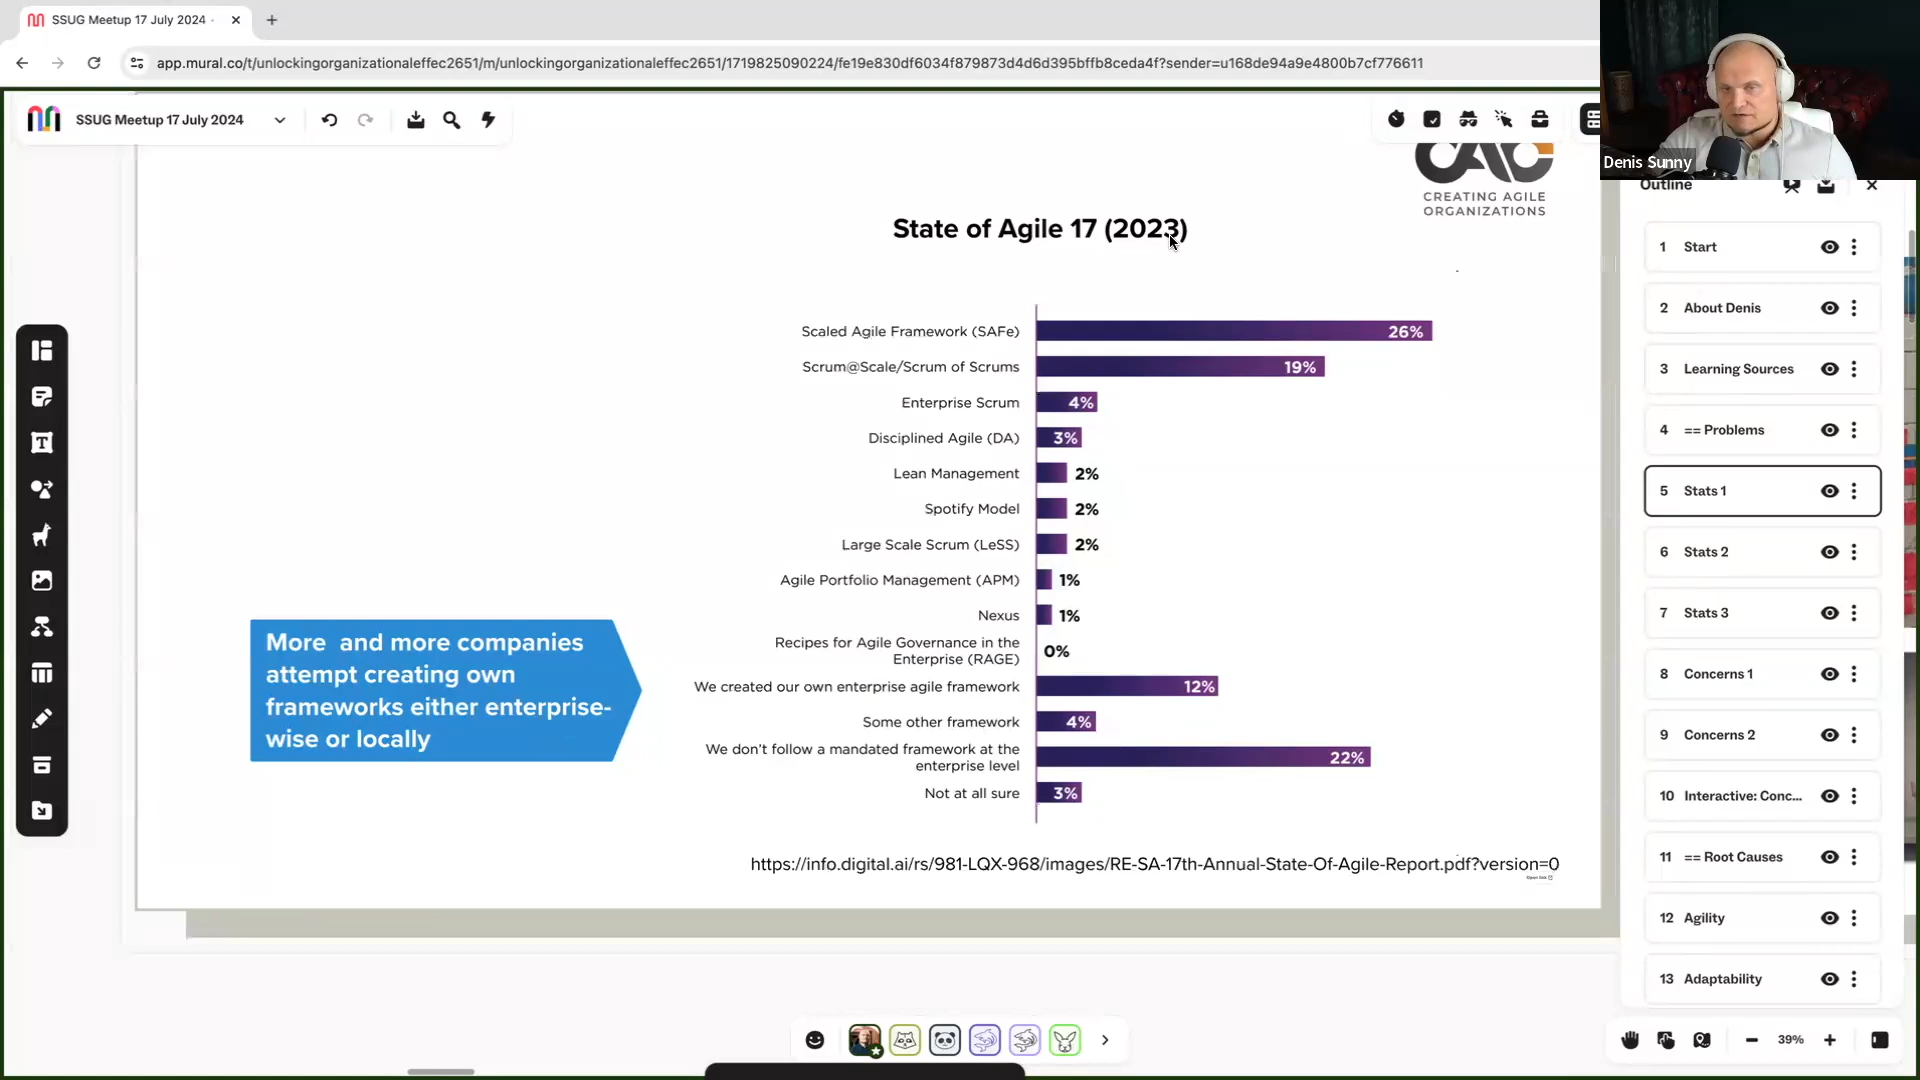 SSUG Meetup 17 July 2024 -
app.mural.co/t/unlockingorganizationaleffec2651/m/unlockingorganizationaleffec2651/1719825090224/fe19e830df6034f879873d4d6d395bffb8ceda4f?sender=u168de94a9e4800b7cf776611
SSUG Meetup 17 July 2024
Denis Sunny
CAC
CREATING AGILE
ORGANIZATIONS
State of Agile 17 (2023)
Scaled Agile Framework (SAFe) 26%
Scrum@Scale/Scrum of Scrums 19%
Enterprise Scrum 4%
Disciplined Agile (DA) 3%
Lean Management 2%
Spotify Model 2%
Large Scale Scrum (LeSS) 2%
Agile Portfolio Management (APM) 1%
Nexus 1%
Recipes for Agile Governance in the
Enterprise (RAGE) 0%
We created our own enterprise agile framework 12%
Some other framework 4%
We don't follow a mandated framework at the
enterprise level 22%
Not at all sure 3%
More and more companies
attempt creating own
frameworks either enterprise-
wise or locally
https://info.digital.ai/rs/981-LQX-968/images/RE-SA-17th-Annual-State-Of-Agile-Report.pdf?version=0
Outline
1 Start
2 About Denis
3 Learning Sources
4 == Problems
5 Stats 1
6 Stats 2
7 Stats 3
8 Concerns 1
9 Concerns 2
10 Interactive: Conc...
11 == Root Causes
12 Agility
13 Adaptability
39%